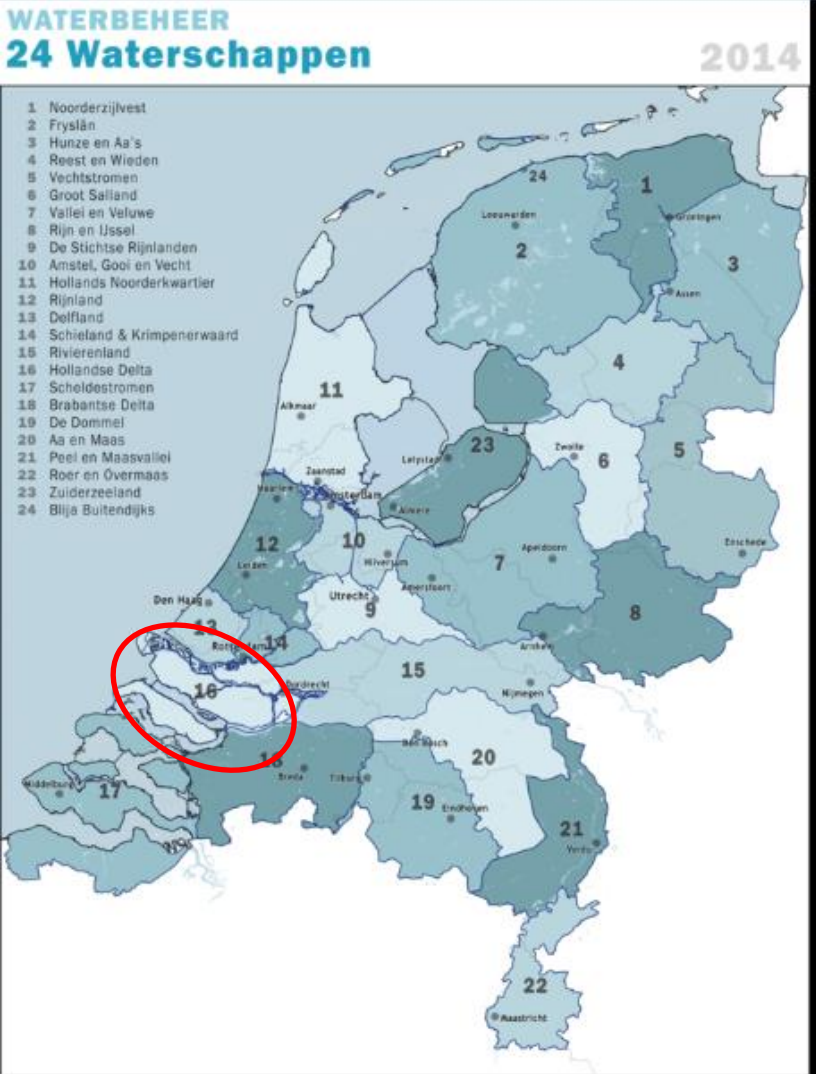 WATERBEHEER
24 Waterschappen
2014
1 Noorderzijlvest
2 Fryslân
3 Hunze en Aa's
4 Reest en Wieden
5 Vechtstromen
6 Groot Salland
7 Vallei en Veluwe
8 Rijn en IJssel
9 De Stichtse Rijnlanden
10 Amstel, Gooi en Vecht
11 Hollands Noorderkwartier
12 Rijnland
13 Delfland
14 Schieland & Krimpenerwaard
15 Rivierenland
16 Hollandse Delta
17 Scheldestromen
18 Brabantse Delta
19 De Dommel
20 Aa en Maas
21 Peel en Maasvallei
22 Roer en Overmaas
23 Zuiderzeeland
24 Blija Buitendijks
24
1
Leeuwarden
Groningen
2
3
Assen
4
11
Alkmaar
23
Lelystad
Zwolle
6
5
Zaanstad
Haarlem
Amsterdam
Almere
12
10
Hilversum
7
Apeldoorn
Enschede
Leiden
Amersfoort
Den Haag
Utrecht
9
8
13
14
Rotterdam
Arnhem
15
16
Dordrecht
Nijmegen
Den Bosch
18
20
Breda
Tilburg
Middelburg
17
19
Eindhoven
21
Venlo
22
Maastricht